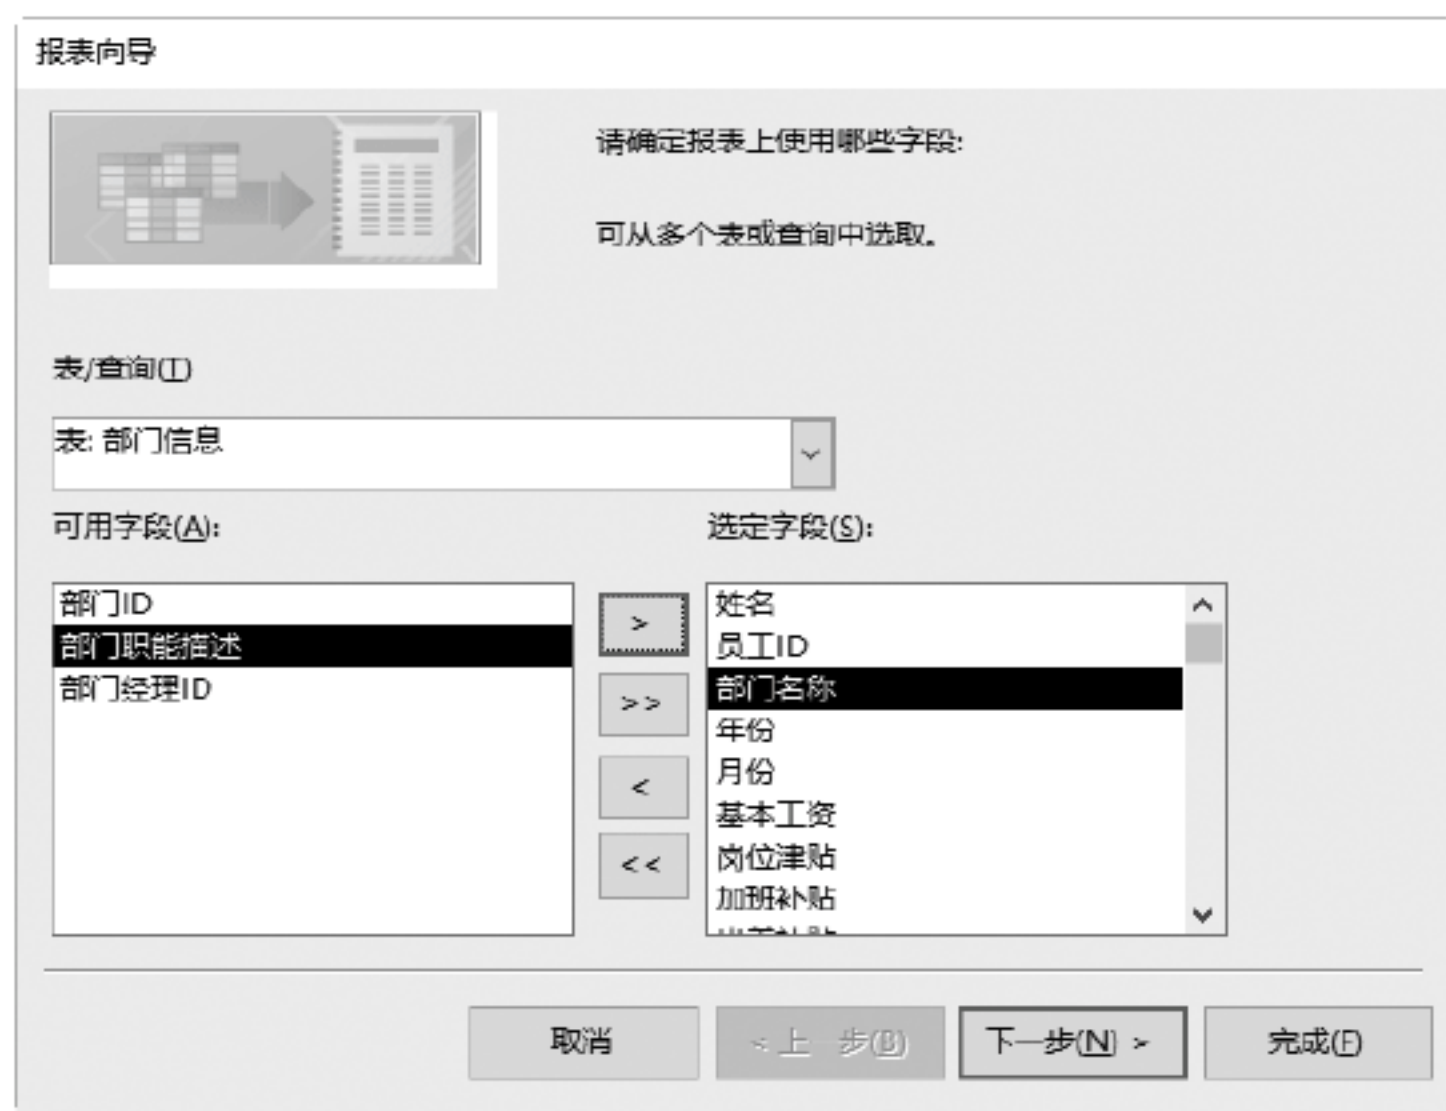 报表向导
请确定报表上使用哪些字段:
可从多个表或查询中选取。
表/查询(T)
表: 部门信息
可用字段(A):
选定字段(S):
部门ID
部门职能描述
部门经理ID
>
>>
<
<<
姓名
员工ID
部门名称
年份
月份
基本工资
岗位津贴
加班补贴
取消
< 上一步(B)
下一步(N) >
完成(F)